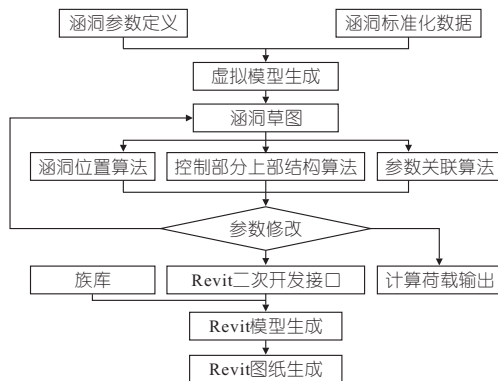 涵洞参数定义
涵洞标准化数据
虚拟模型生成
涵洞草图
涵洞位置算法
控制部分上部结构算法
参数关联算法
参数修改
族库
Revit二次开发接口
计算荷载输出
Revit模型生成
Revit图纸生成